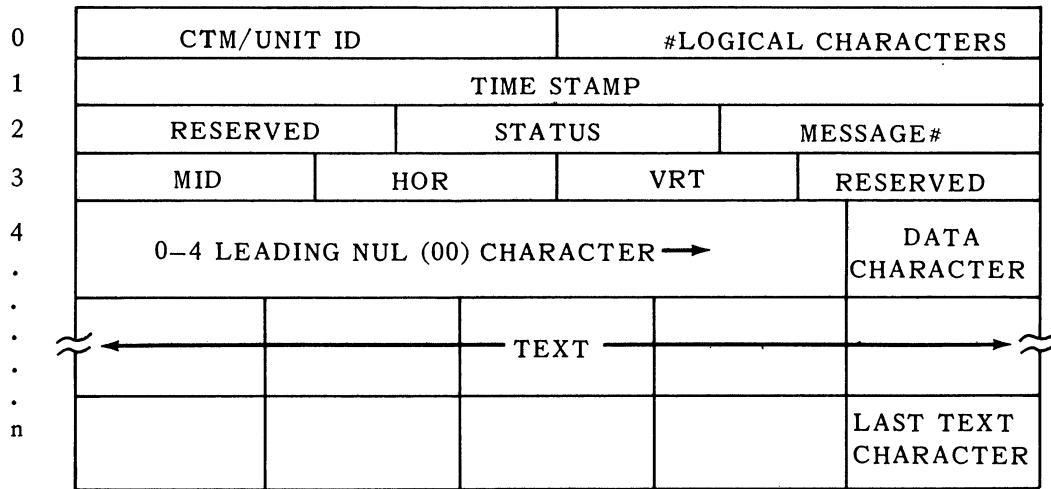 0 CTM/UNIT ID #LOGICAL CHARACTERS
1 TIME STAMP
2 RESERVED STATUS MESSAGE#
3 MID HOR VRT RESERVED
4 0–4 LEADING NUL (00) CHARACTER DATA CHARACTER
TEXT
n LAST TEXT CHARACTER